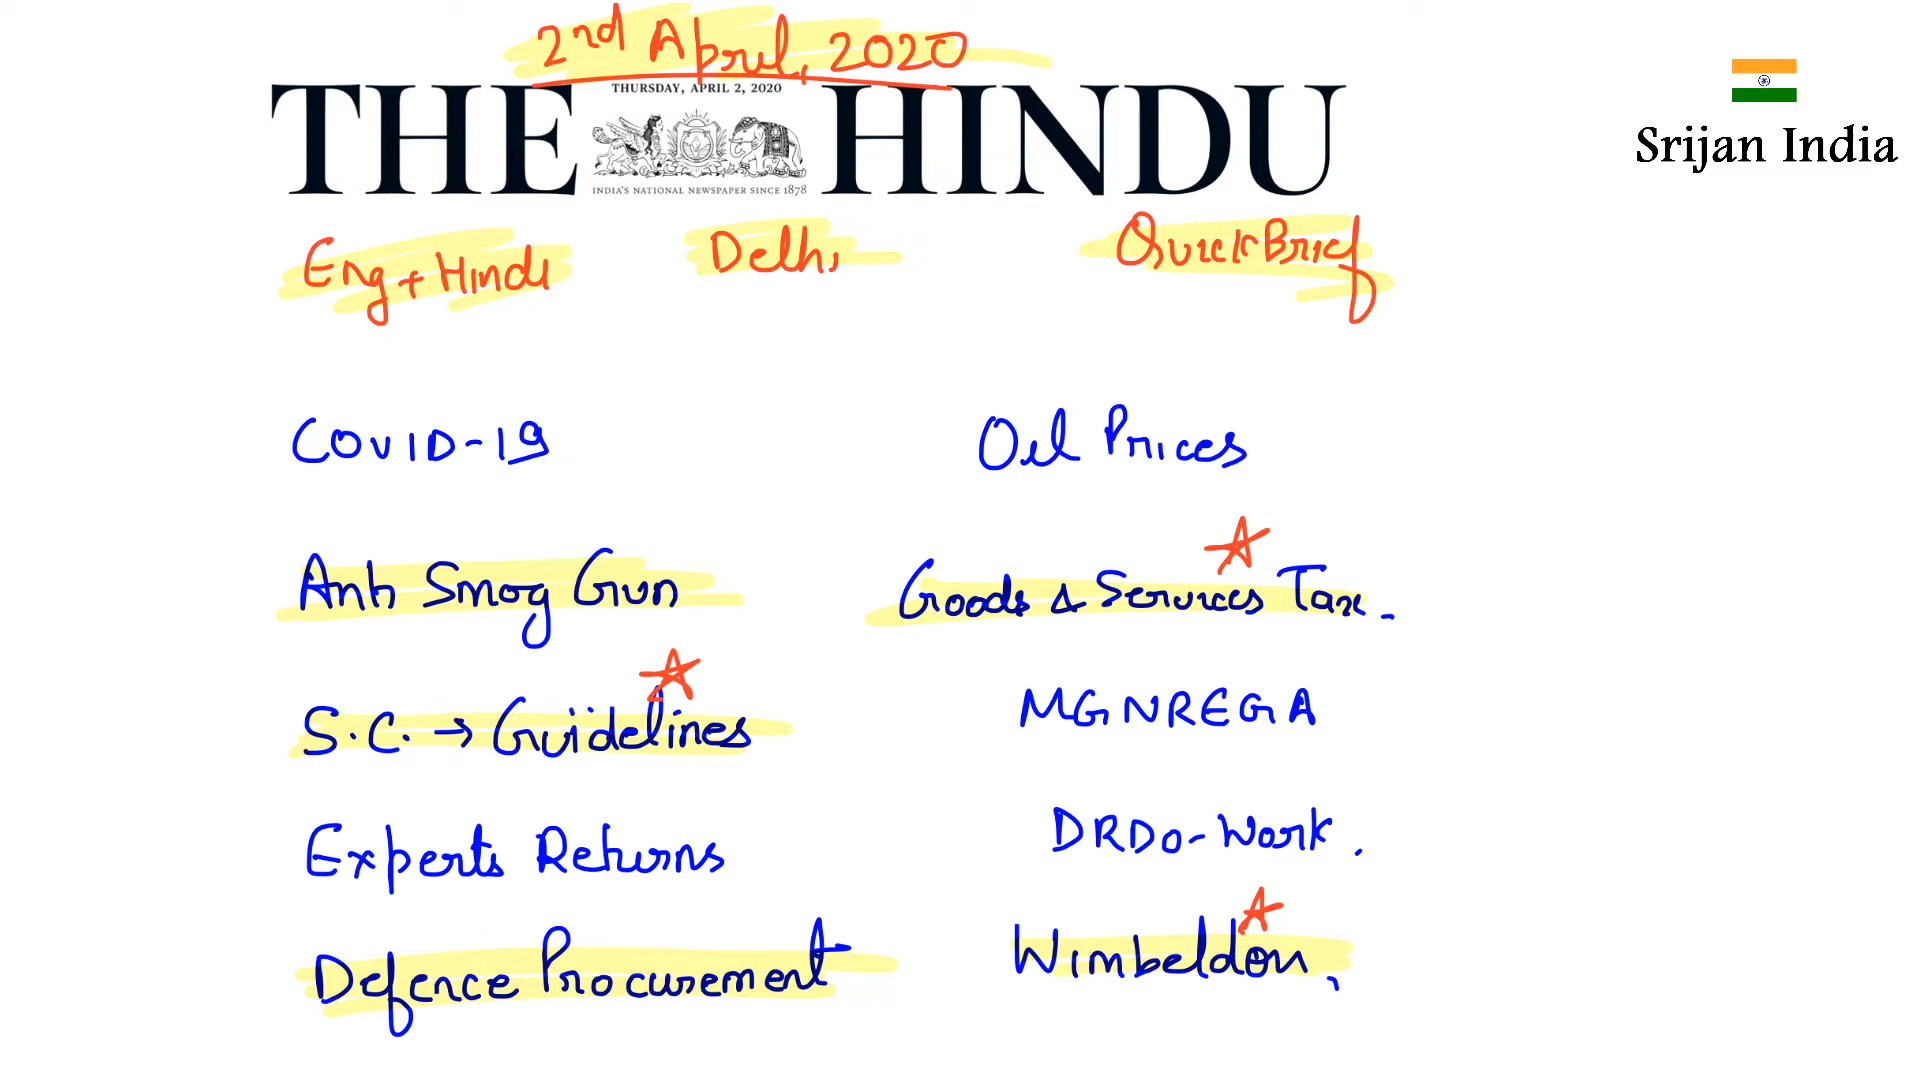 2nd April, 2020
THURSDAY, APRIL 2, 2020
THE HINDU
INDIA'S NATIONAL NEWSPAPER SINCE 1878
Srijan India
Eng + Hindi Delhi QuickBrief
COVID-19
Anti Smog Gun
S.C. → Guidelines
Experts Returns
Defence Procurement
Oil Prices
Goods & Services Tax.
MGNREGA
DRDO-Work.
Wimbeldon,